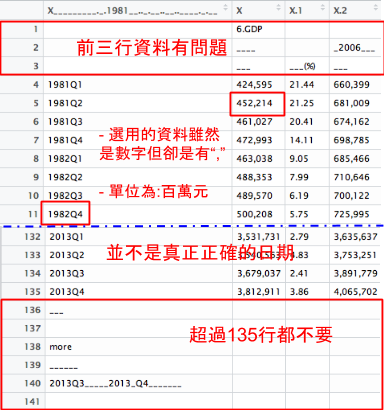 X_________._.1981__..__.__..__.____.__.
X
X.1
X.2
1 6.GDP
2 ____ _2006___
3 ___ ___(%) ___
前三行資料有問題
4 1981Q1 424,595 21.44 660,399
5 1981Q2 452,214 21.25 681,009
6 1981Q3 461,027 20.41 674,162
7 1981Q4 472,993 14.11 698,785
8 1982Q1 463,038 9.05 685,466
9 1982Q2 488,353 7.99 710,646
10 1982Q3 489,570 6.19 700,122
11 1982Q4 500,208 5.75 725,995
- 選用的資料雖然
是數字但卻是有“,”
- 單位為:百萬元
132 2013Q1 3,531,731 2.79 3,635,637
133 2013Q2 3,753,251
134 2013Q3 3,679,037 2.41 3,891,779
135 2013Q4 3,812,911 3.86 4,065,702
並不是真正正確的日期
136 ___
137
138 more
139 ______
140 2013Q3_____2013_Q4_______
141
超過135行都不要